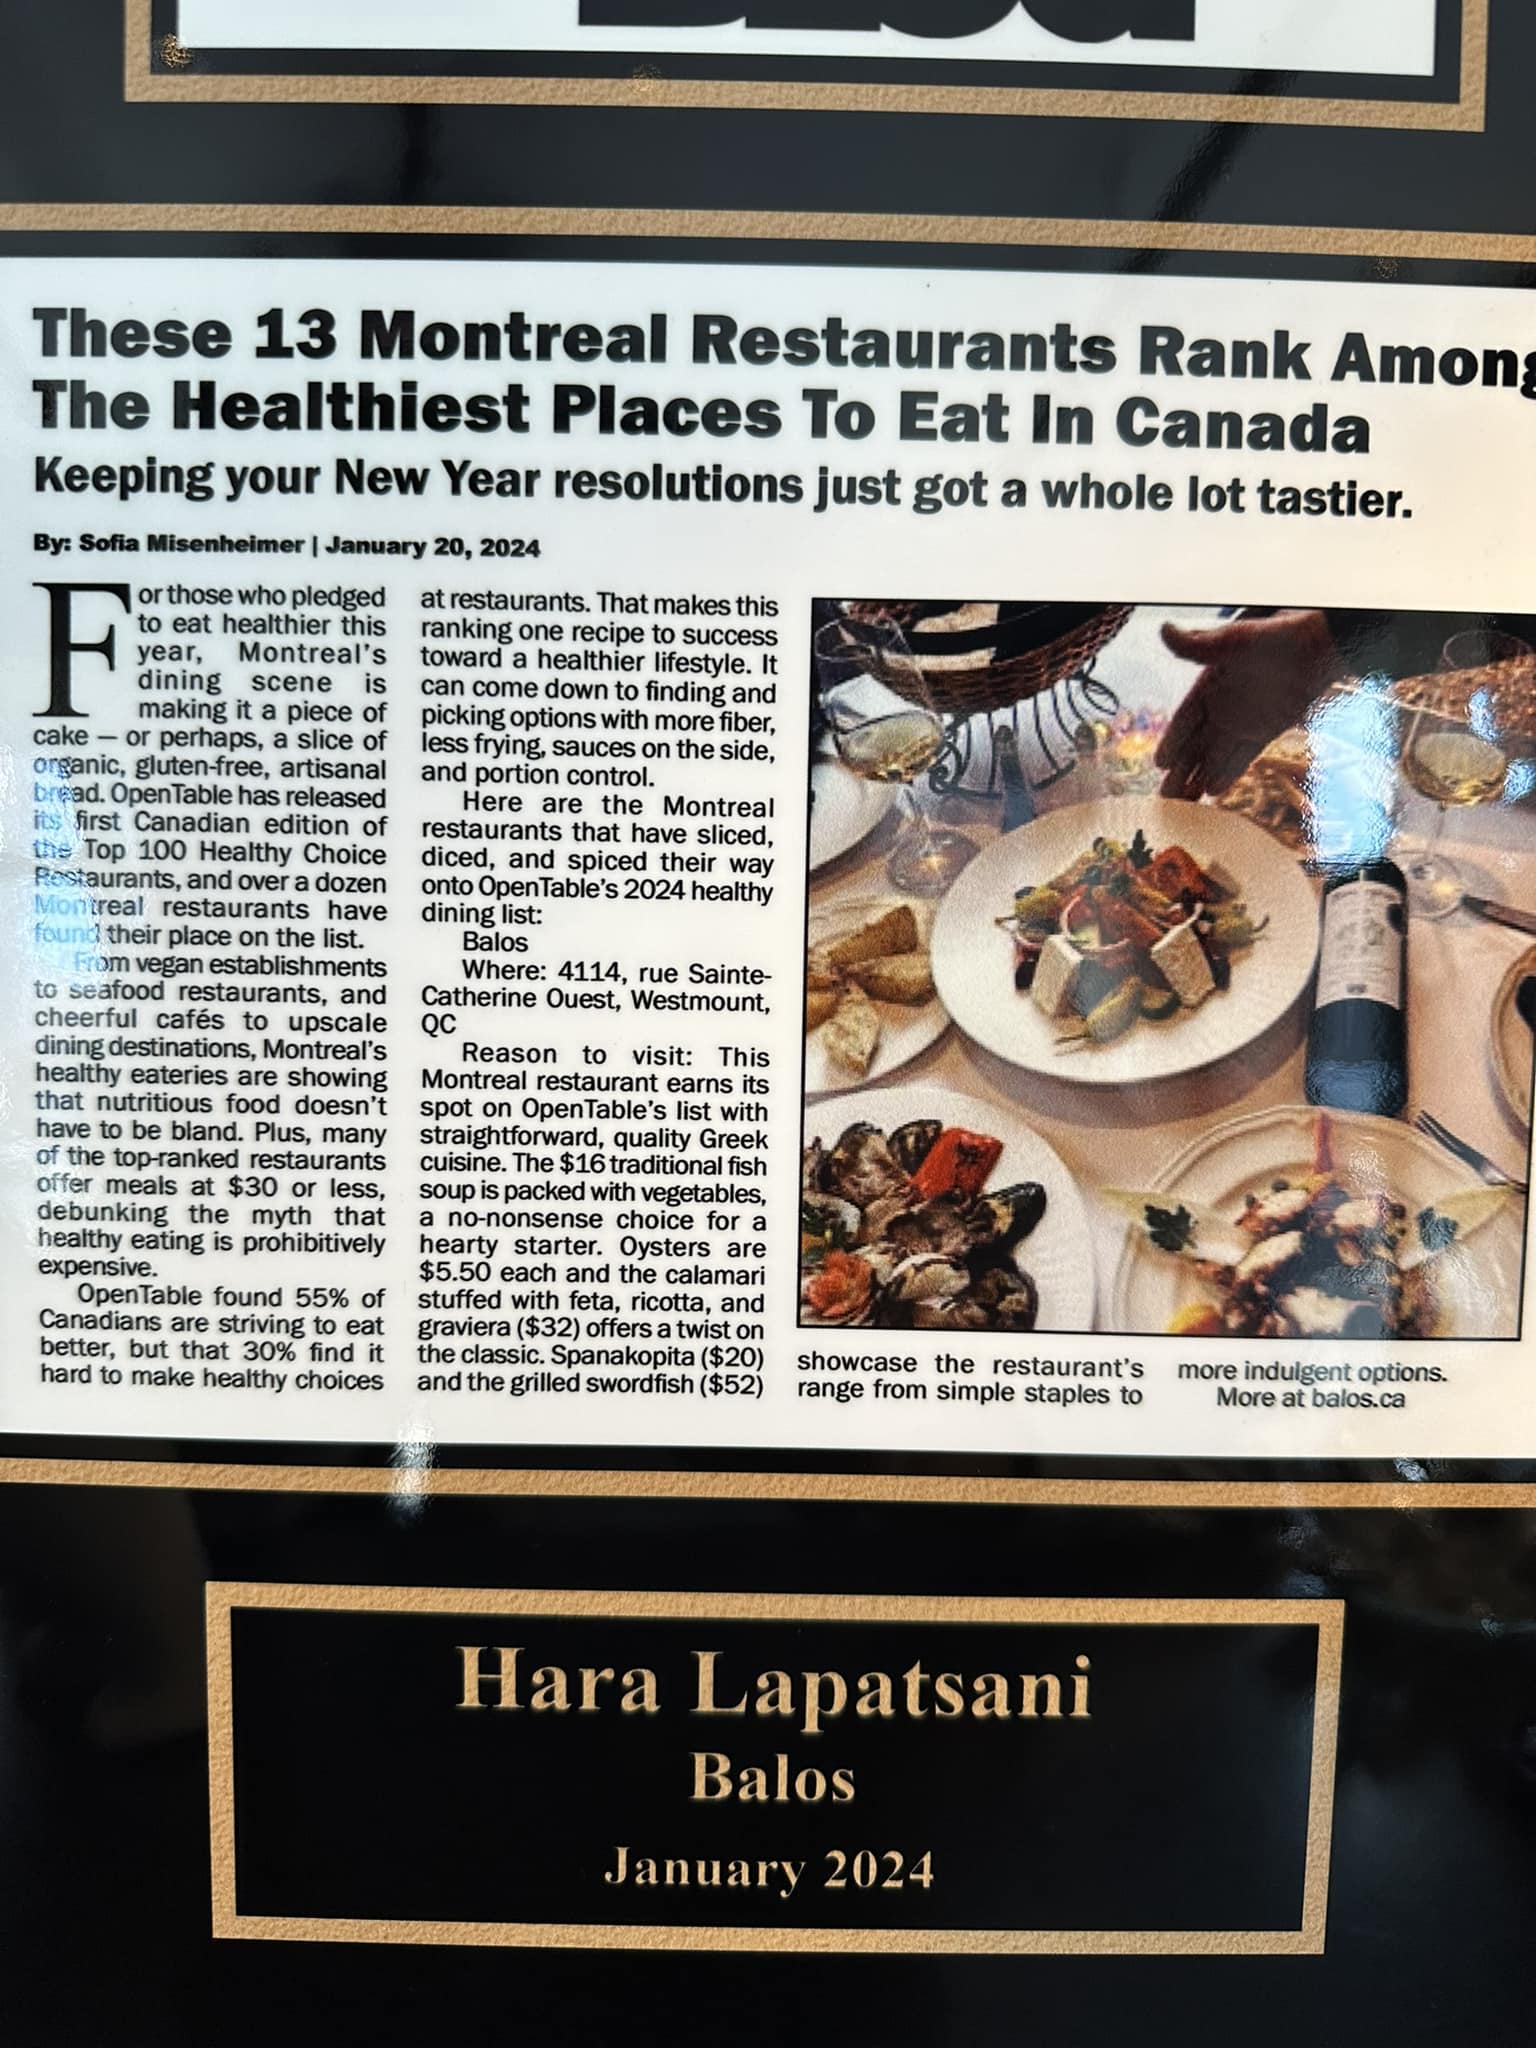 These 13 Montreal Restaurants Rank Among
The Healthiest Places To Eat In Canada
Keeping your New Year resolutions just got a whole lot tastier.
By: Sofia Misenheimer | January 20, 2024
For those who pledged
to eat healthier this
year, Montreal's
dining scene is
making it a piece of
cake — or perhaps, a slice of
organic, gluten-free, artisanal
bread. OpenTable has released
its first Canadian edition of
the Top 100 Healthy Choice
Restaurants, and over a dozen
Montreal restaurants have
found their place on the list.
From vegan establishments
to seafood restaurants, and
cheerful cafés to upscale
dining destinations, Montreal's
healthy eateries are showing
that nutritious food doesn't
have to be bland. Plus, many
of the top-ranked restaurants
offer meals at $30 or less,
debunking the myth that
healthy eating is prohibitively
expensive.
OpenTable found 55% of
Canadians are striving to eat
better, but that 30% find it
hard to make healthy choices
at restaurants. That makes this
ranking one recipe to success
toward a healthier lifestyle. It
can come down to finding and
picking options with more fiber,
less frying, sauces on the side,
and portion control.
Here are the Montreal
restaurants that have sliced,
diced, and spiced their way
onto OpenTable's 2024 healthy
dining list:
Balos
Where: 4114, rue Sainte-
Catherine Ouest, Westmount,
QC
Reason to visit: This
Montreal restaurant earns its
spot on OpenTable's list with
straightforward, quality Greek
cuisine. The $16 traditional fish
soup is packed with vegetables,
a no-nonsense choice for a
hearty starter. Oysters are
$5.50 each and the calamari
stuffed with feta, ricotta, and
graviera ($32) offers a twist on
the classic. Spanakopita ($20)
and the grilled swordfish ($52)
showcase the restaurant's
range from simple staples to
more indulgent options.
More at balos.ca
Hara Lapatsani
Balos
January 2024